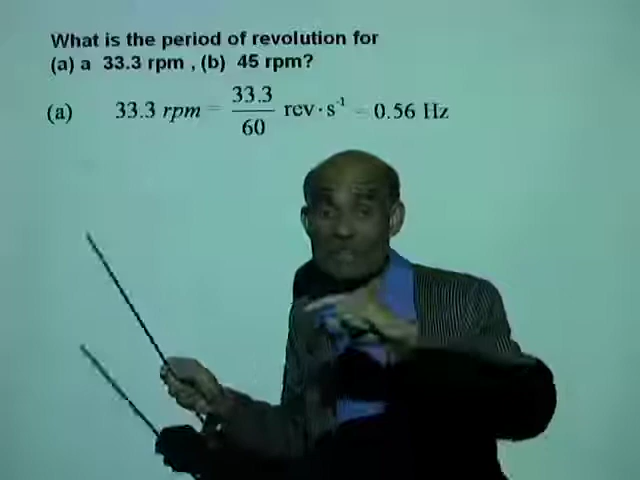 What is the period of revolution for
(a) a 33.3 rpm , (b) 45 rpm?
(a) 33.3 rpm = 33.3/60 rev·s⁻¹ = 0.56 Hz